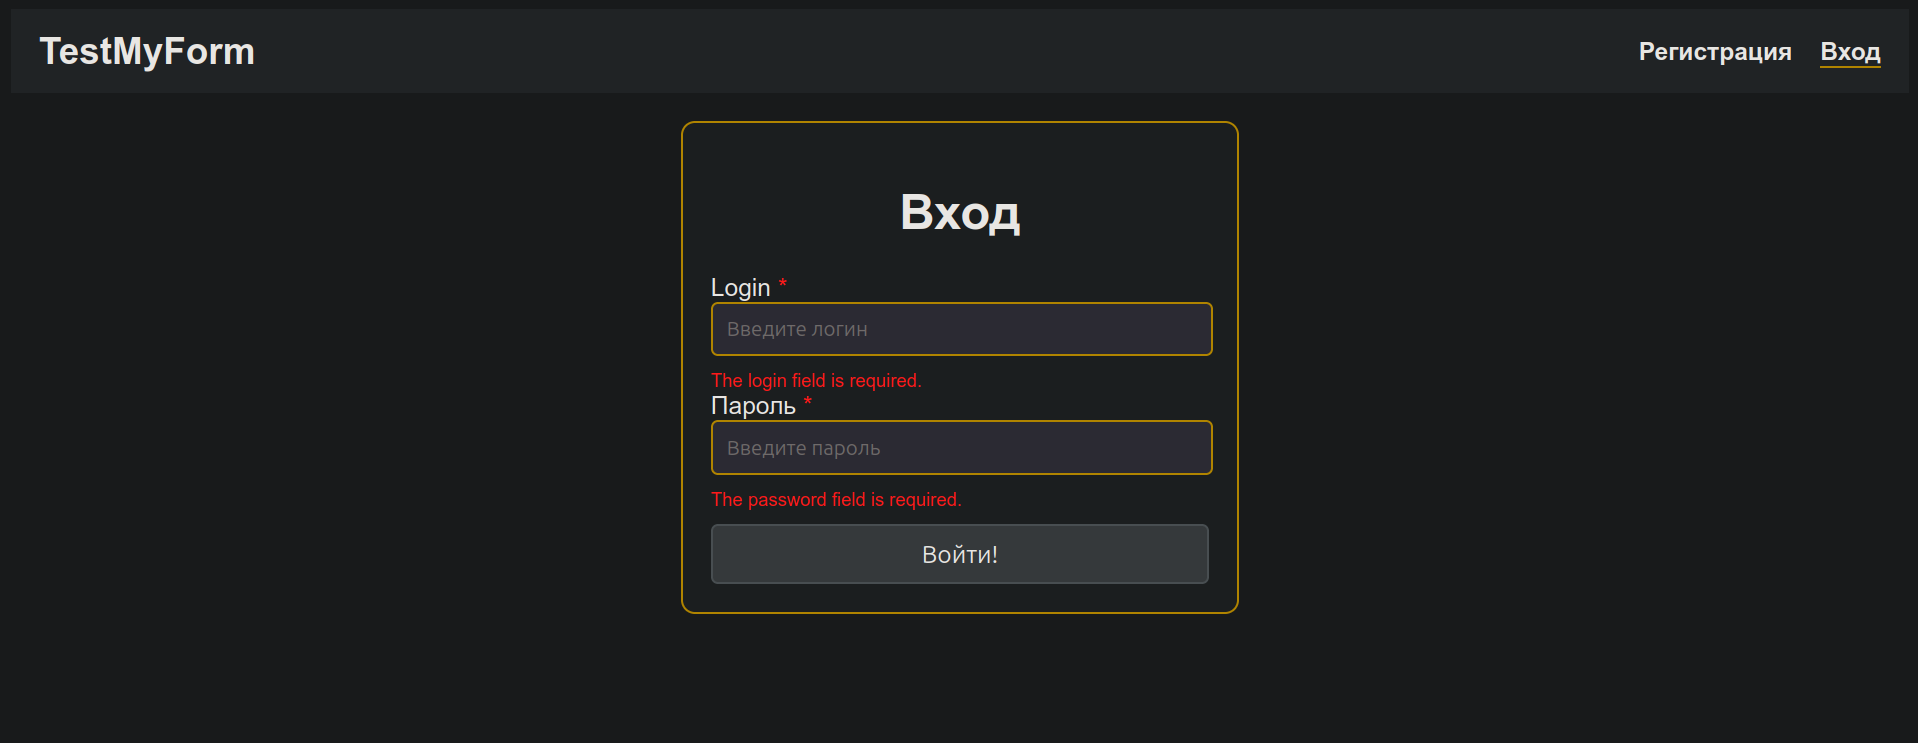 TestMyForm
Регистрация Вход
Вход
Login *
Введите логин
The login field is required.
Пароль *
Введите пароль
The password field is required.
Войти!